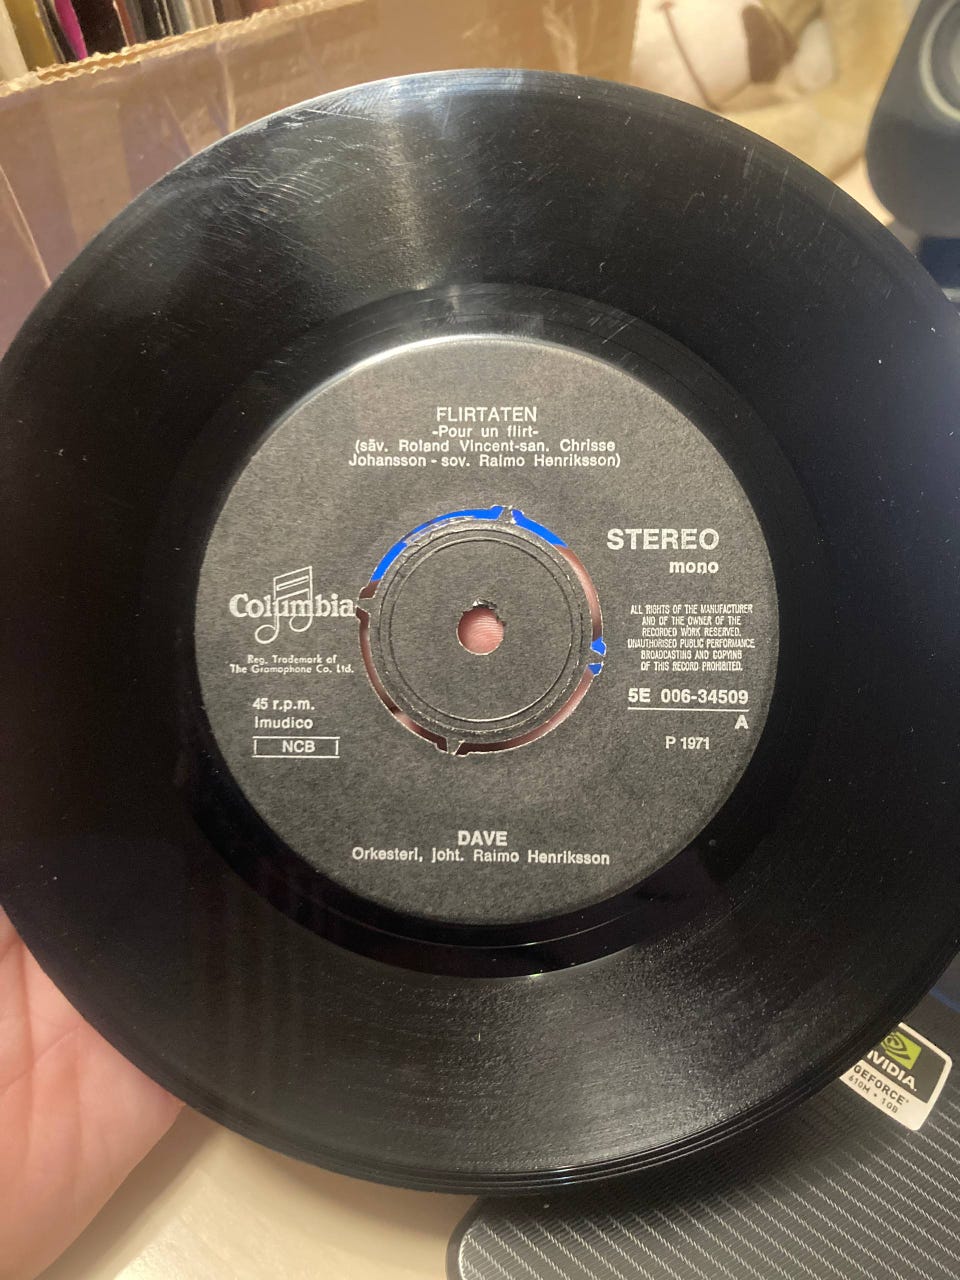 FLIRTATEN
-Pour un flirt-
(säv. Roland Vincent-san. Chrisse
Johansson - sov. Raimo Henriksson)
STEREO
mono
Columbia
Reg. Trademark of
The Gramophone Co. Ltd.
ALL RIGHTS OF THE MANUFACTURER
AND OF THE OWNER OF THE
RECORDED WORK RESERVED.
UNAUTHORISED PUBLIC PERFORMANCE
BROADCASTING AND COPYING
OF THIS RECORD PROHIBITED.
45 r.p.m.
Imudico
NCB
5E 006-34509
A
P 1971
DAVE
Orkesteri, joht. Raimo Henriksson
NVIDIA
GEFORCE
610M • 1GB